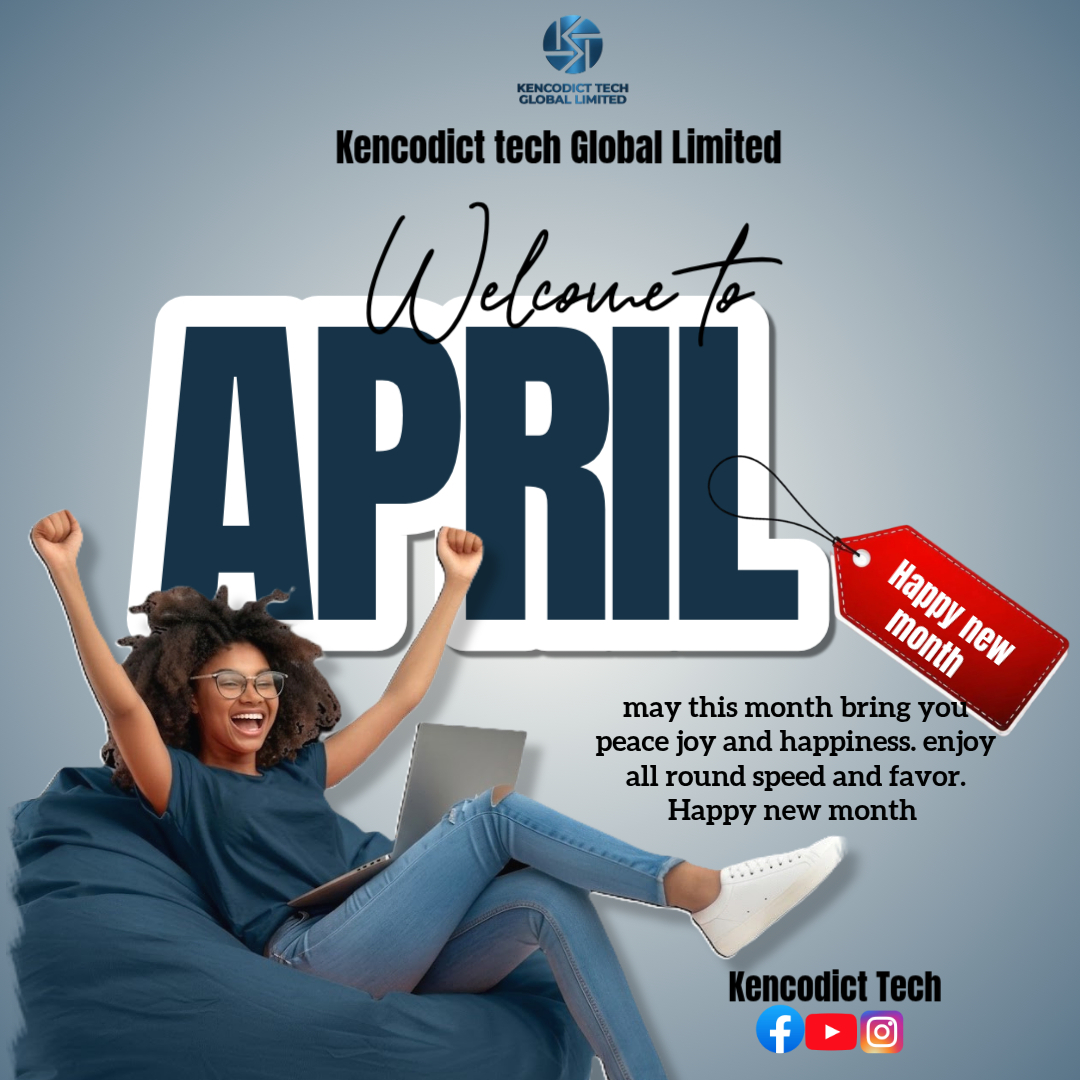 KENCODICT TECH
GLOBAL LIMITED
Kencodict tech Global Limited
Welcome to
APRIL
Happy new
month
may this month bring you
peace joy and happiness. enjoy
all round speed and favor.
Happy new month
Kencodict Tech